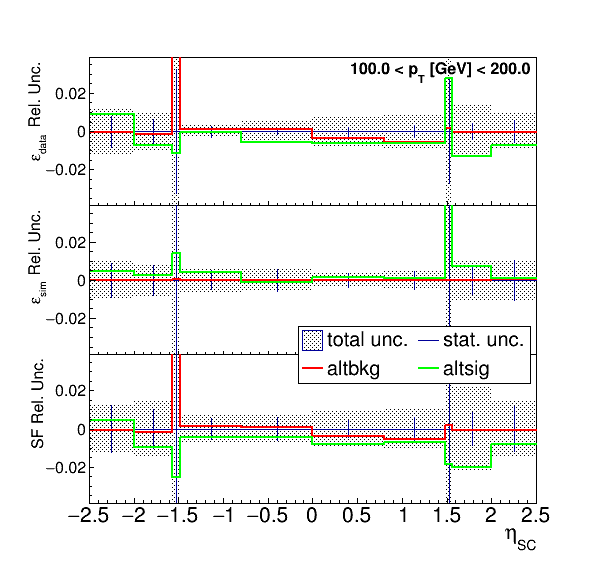 100.0 < p_T [GeV] < 200.0
ε_data Rel. Unc.
0.02
0
−0.02
ε_sim Rel. Unc.
0.02
0
−0.02
total unc. stat. unc.
altbkg altsig
SF Rel. Unc.
0.02
0
−0.02
−2.5 −2 −1.5 −1 −0.5 0 0.5 1 1.5 2 2.5
η_SC